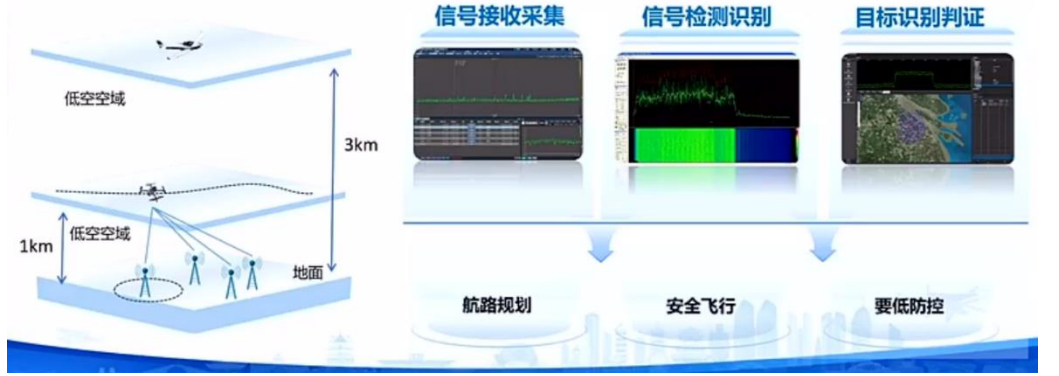 信号接收采集
信号检测识别
目标识别判证
低空空域
3km
1km
低空空域
地面
航路规划
安全飞行
要低防控